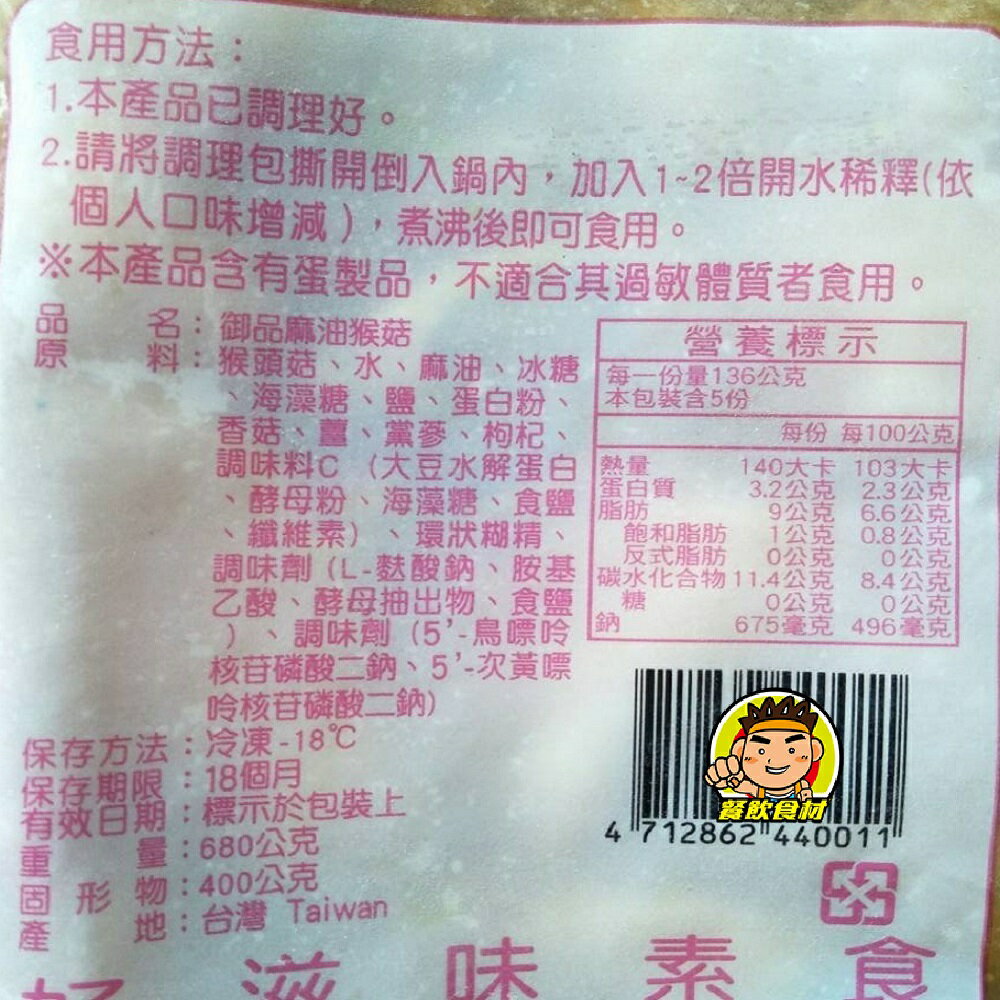 食用方法：
1.本產品已調理好。
2.請將調理包撕開倒入鍋內，加入1~2倍開水稀釋(依
個人口味增減)，煮沸後即可食用。
※本產品含有蛋製品，不適合其過敏體質者食用。
品　　名：御品麻油猴菇
原　　料：猴頭菇、水、麻油、冰糖
、海藻糖、鹽、蛋白粉、
香菇、薑、黨蔘、枸杞、
調味料C（大豆水解蛋白
、酵母粉、海藻糖、食鹽
、纖維素）、環狀糊精、
調味劑(L-麩酸鈉、胺基
乙酸、酵母抽出物、食鹽
)、調味劑（5’-鳥嘌呤
核苷磷酸二鈉、5’-次黃嘌
呤核苷磷酸二鈉)
保存方法：冷凍-18℃
保存期限：18個月
有效日期：標示於包裝上
重　　量：680公克
固 形 物：400公克
產　　地：台灣 Taiwan
營養標示
每一份量136公克
本包裝含5份
每份 每100公克
熱量 140大卡 103大卡
蛋白質 3.2公克 2.3公克
脂肪 9公克 6.6公克
飽和脂肪 1公克 0.8公克
反式脂肪 0公克 0公克
碳水化合物 11.4公克 8.4公克
糖 0公克 0公克
鈉 675毫克 496毫克
餐飲食材
4 712862 440011
好滋味素食